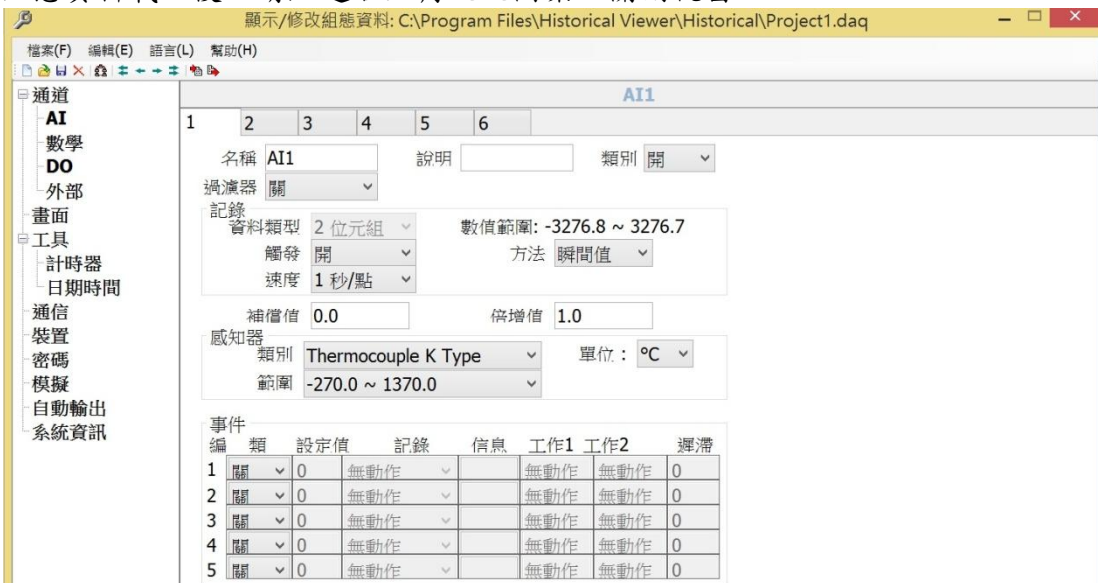 顯示/修改組態資料: C:\Program Files\Historical Viewer\Historical\Project1.daq
檔案(F) 編輯(E) 語言(L) 幫助(H)
通道
AI
數學
DO
外部
畫面
工具
計時器
日期時間
通信
裝置
密碼
模擬
自動輸出
系統資訊
AI1
1 2 3 4 5 6
名稱 AI1 說明 類別 開
過濾器 關
記錄
資料類型 2 位元組 數值範圍: -3276.8 ~ 3276.7
觸發 開 方法 瞬間值
速度 1 秒/點
補償值 0.0 倍增值 1.0
感知器
類別 Thermocouple K Type 單位： °C
範圍 -270.0 ~ 1370.0
事件
編 類 設定值 記錄 信息 工作1 工作2 遲滯
1 關 0 無動作 無動作 無動作 0
2 關 0 無動作 無動作 無動作 0
3 關 0 無動作 無動作 無動作 0
4 關 0 無動作 無動作 無動作 0
5 關 0 無動作 無動作 無動作 0